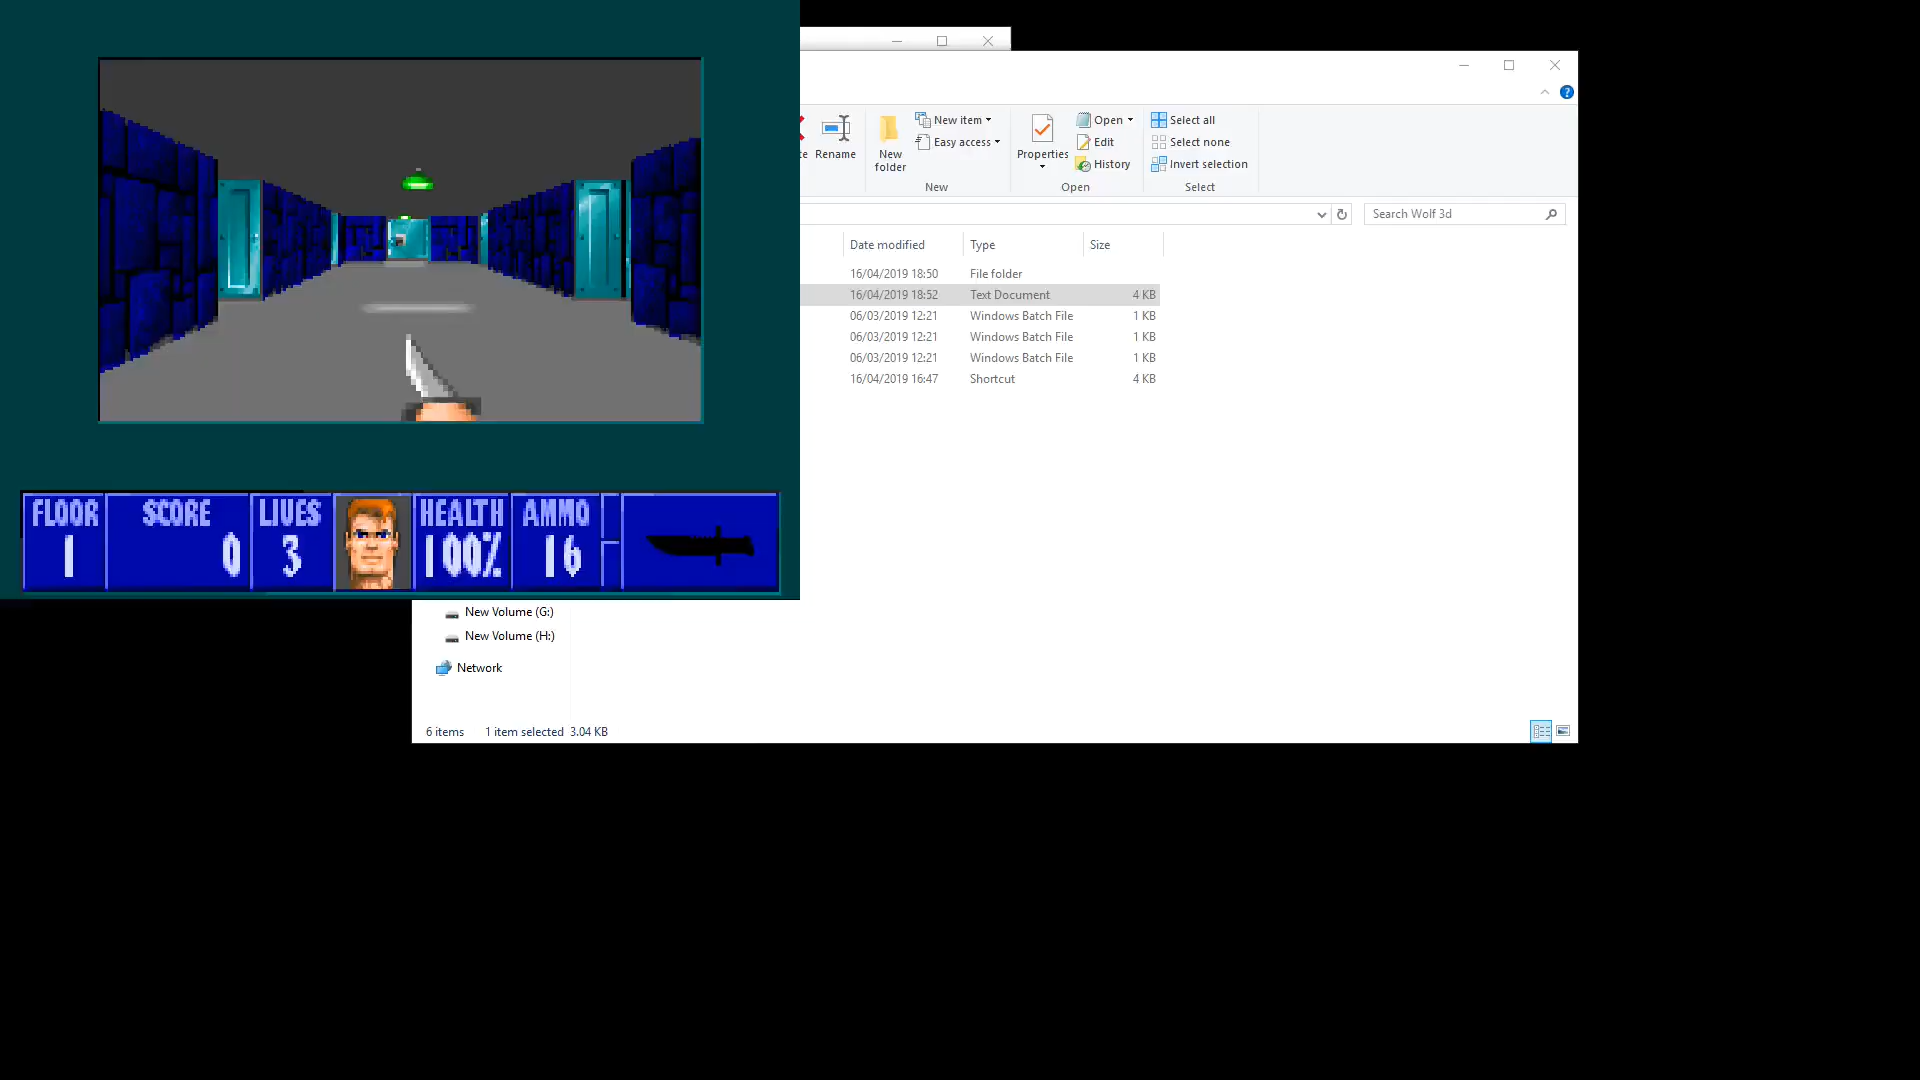 FLOOR SCORE LIVES HEALTH AMMO
1 0 3 100% 16
Rename
New folder
New item
Easy access
New
Properties
Open
Edit
History
Open
Select all
Select none
Invert selection
Select
Search Wolf 3d
Date modified Type Size
16/04/2019 18:50 File folder
16/04/2019 18:52 Text Document 4 KB
06/03/2019 12:21 Windows Batch File 1 KB
06/03/2019 12:21 Windows Batch File 1 KB
06/03/2019 12:21 Windows Batch File 1 KB
16/04/2019 16:47 Shortcut 4 KB
New Volume (G:)
New Volume (H:)
Network
6 items 1 item selected 3.04 KB